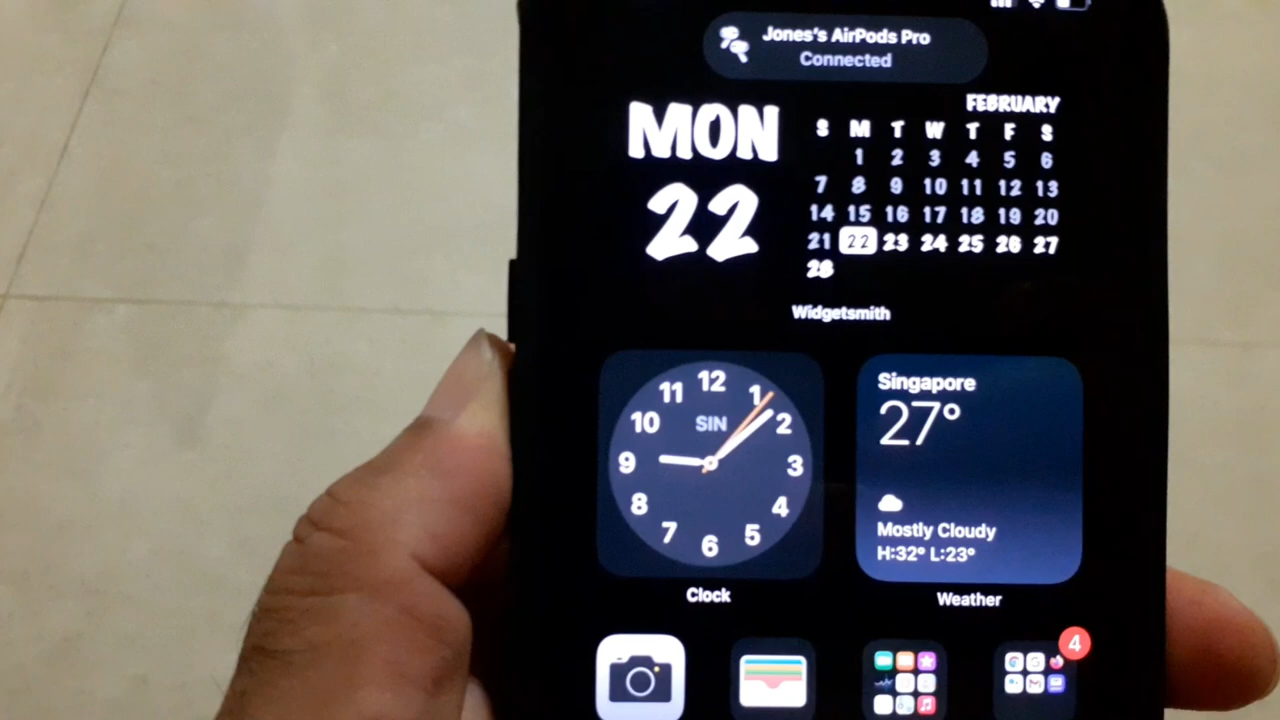 Jones's AirPods Pro
Connected
MON
22
FEBRUARY
S M T W T F S
1 2 3 4 5 6
7 8 9 10 11 12 13
14 15 16 17 18 19 20
21 22 23 24 25 26 27
28
Widgetsmith
12
11 1
10 SIN 2
9 3
8 4
7 5
6
Clock
Singapore
27°
Mostly Cloudy
H:32° L:23°
Weather
4